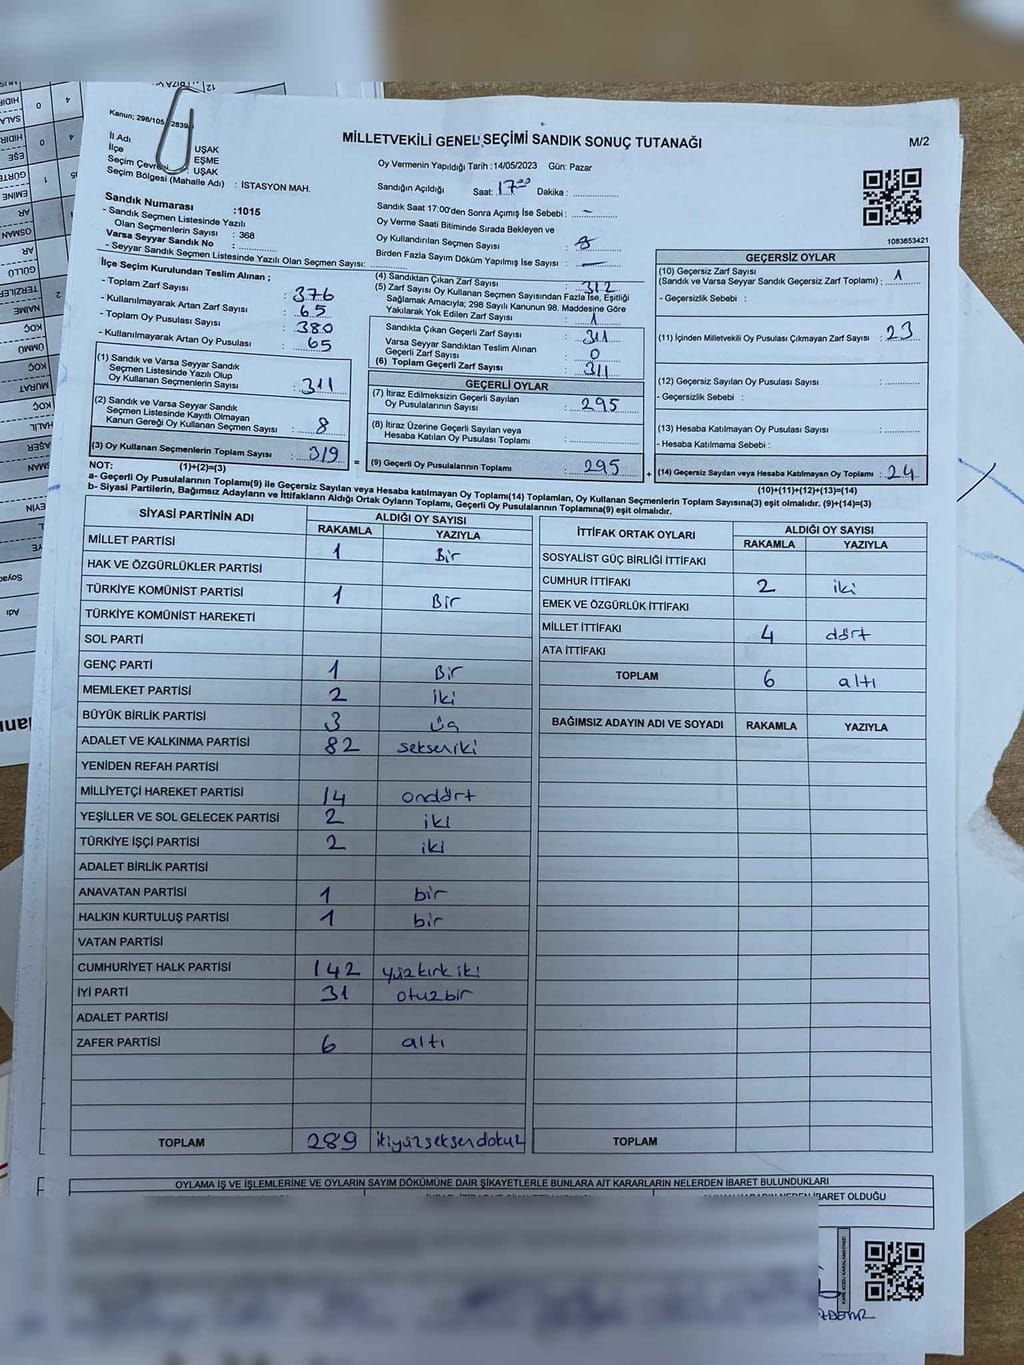 Kanun; 298/105
MİLLETVEKİLİ GENEL SEÇİMİ SANDIK SONUÇ TUTANAĞI
M/2
İl Adı : UŞAK
İlçe : EŞME
Seçim Çevresi : UŞAK
Seçim Bölgesi (Mahalle Adı) : İSTASYON MAH.
Oy Vermenin Yapıldığı Tarih :14/05/2023 Gün: Pazar
Sandığın Açıldığı Saat: 17 00 Dakika :
Sandık Numarası :1015
- Sandık Seçmen Listesinde Yazılı
Olan Seçmenlerin Sayısı : 368
Varsa Seyyar Sandık No :
- Seyyar Sandık Seçmen Listesinde Yazılı Olan Seçmen Sayısı:
Sandık Saat 17:00'den Sonra Açımış İse Sebebi : –
Oy Verme Saati Bitiminde Sırada Bekleyen ve
Oy Kullandırılan Seçmen Sayısı :
Birden Fazla Sayım Döküm Yapılmış İse Sayısı : —
1083653421
İlçe Seçim Kurulundan Teslim Alınan ;
- Toplam Zarf Sayısı : 376
- Kullanılmayarak Artan Zarf Sayısı : 65
- Toplam Oy Pusulası Sayısı : 380
- Kullanılmayarak Artan Oy Pusulası : 65
(1) Sandık ve Varsa Seyyar Sandık
Seçmen Listesinde Yazılı Olup
Oy Kullanan Seçmenlerin Sayısı : 311
(2) Sandık ve Varsa Seyyar Sandık
Seçmen Listesinde Kayıtlı Olmayan
Kanun Gereği Oy Kullanan Seçmen Sayısı : 8
(3) Oy Kullanan Seçmenlerin Toplam Sayısı : 319
(4) Sandıktan Çıkan Zarf Sayısı : 312
(5) Zarf Sayısı Oy Kullanan Seçmen Sayısından Fazla İse, Eşitliği
Sağlamak Amacıyla; 298 Sayılı Kanunun 98. Maddesine Göre
Yakılarak Yok Edilen Zarf Sayısı : 1
Sandıkta Çıkan Geçerli Zarf Sayısı : 311
Varsa Seyyar Sandıktan Teslim Alınan
Geçerli Zarf Sayısı : 0
(6) Toplam Geçerli Zarf Sayısı : 311
GEÇERLİ OYLAR
(7) İtiraz Edilmeksizin Geçerli Sayılan
Oy Pusulalarının Sayısı : 295
(8) İtiraz Üzerine Geçerli Sayılan veya
Hesaba Katılan Oy Pusulası Toplamı :
= (9) Geçerli Oy Pusulalarının Toplamı : 295
GEÇERSİZ OYLAR
(10) Geçersiz Zarf Sayısı
(Sandık ve Varsa Seyyar Sandık Geçersiz Zarf Toplamı) : 1
- Geçersizlik Sebebi :
(11) İçinden Milletvekili Oy Pusulası Çıkmayan Zarf Sayısı : 23
(12) Geçersiz Sayılan Oy Pusulası Sayısı :
- Geçersizlik Sebebi :
(13) Hesaba Katılmayan Oy Pusulası Sayısı :
- Hesaba Katılmama Sebebi :
+ (14) Geçersiz Sayılan veya Hesaba Katılmayan Oy Toplamı : 24
NOT: (1)+(2)=(3)
(10)+(11)+(12)+(13)=(14)
a- Geçerli Oy Pusulalarının Toplamı(9) ile Geçersiz Sayılan veya Hesaba katılmayan Oy Toplamı(14) Toplamları, Oy Kullanan Seçmenlerin Toplam Sayısına(3) eşit olmalıdır. (9)+(14)=(3)
b- Siyasi Partilerin, Bağımsız Adayların ve İttifakların Aldığı Ortak Oyların Toplamı, Geçerli Oy Pusulalarının Toplamına(9) eşit olmalıdır.
SİYASİ PARTİNİN ADI ALDIĞI OY SAYISI
RAKAMLA YAZIYLA
MİLLET PARTİSİ 1 Bir
HAK VE ÖZGÜRLÜKLER PARTİSİ
TÜRKİYE KOMÜNİST PARTİSİ 1 Bir
TÜRKİYE KOMÜNİST HAREKETİ
SOL PARTİ
GENÇ PARTİ 1 Bir
MEMLEKET PARTİSİ 2 iki
BÜYÜK BİRLİK PARTİSİ 3 üç
ADALET VE KALKINMA PARTİSİ 82 sekseniki
YENİDEN REFAH PARTİSİ
MİLLİYETÇİ HAREKET PARTİSİ 14 ondört
YEŞİLLER VE SOL GELECEK PARTİSİ 2 iki
TÜRKİYE İŞÇİ PARTİSİ 2 iki
ADALET BİRLİK PARTİSİ
ANAVATAN PARTİSİ 1 bir
HALKIN KURTULUŞ PARTİSİ 1 bir
VATAN PARTİSİ
CUMHURİYET HALK PARTİSİ 142 yüzkırk iki
İYİ PARTİ 31 otuzbir
ADALET PARTİSİ
ZAFER PARTİSİ 6 altı
TOPLAM 289 ikiyüzseksendokuz
İTTİFAK ORTAK OYLARI ALDIĞI OY SAYISI
RAKAMLA YAZIYLA
SOSYALİST GÜÇ BİRLİĞİ İTTİFAKI
CUMHUR İTTİFAKI 2 iki
EMEK VE ÖZGÜRLÜK İTTİFAKI
MİLLET İTTİFAKI 4 dört
ATA İTTİFAKI
TOPLAM 6 altı
BAĞIMSIZ ADAYIN ADI VE SOYADI RAKAMLA YAZIYLA
TOPLAM
OYLAMA İŞ VE İŞLEMLERİNE VE OYLARIN SAYIM DÖKÜMÜNE DAİR ŞİKAYETLERLE BUNLARA AİT KARARLARIN NELERDEN İBARET BULUNDUKLARI
İBARET OLDUĞU